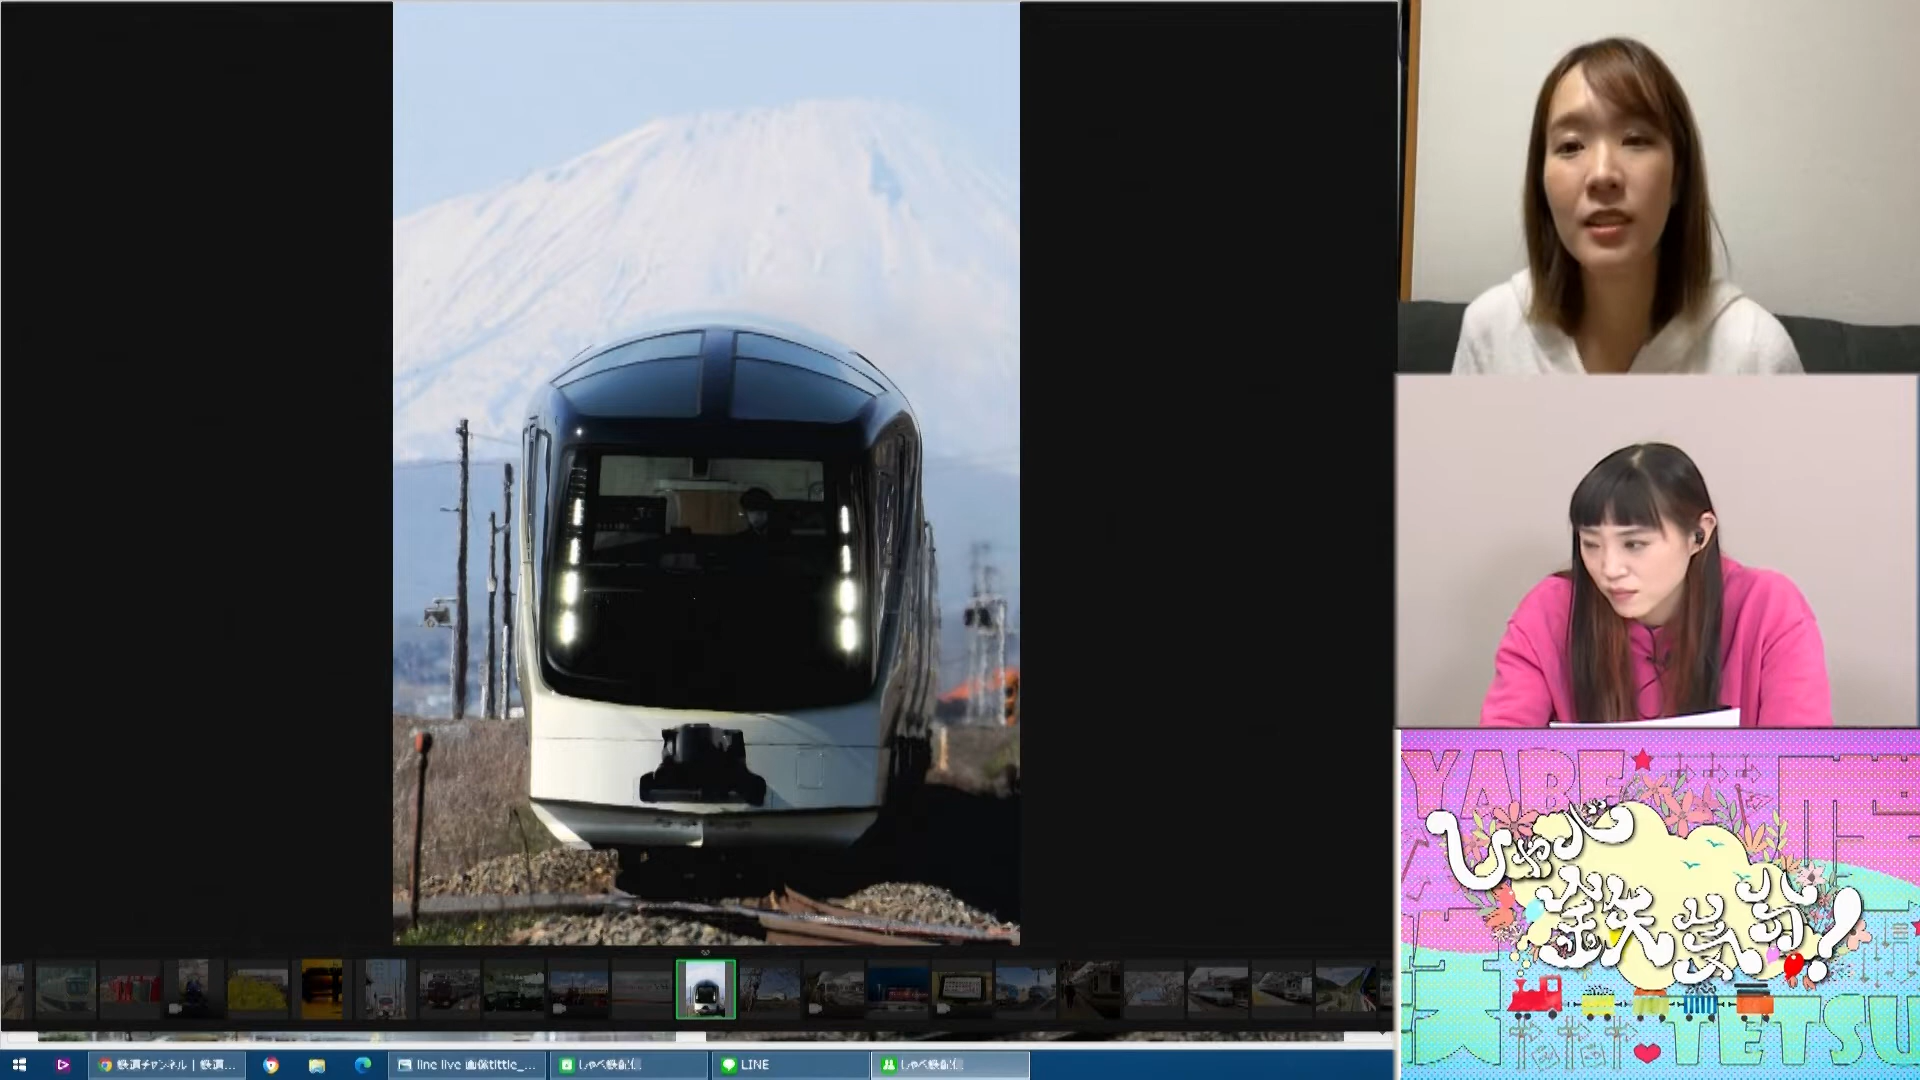 YABE
しゃべ
鉄気分!
TETSU
鉄道チャンネル | 鉄道...
line live 画像tittle_...
しゃべ鉄配信
LINE
しゃべ鉄配信